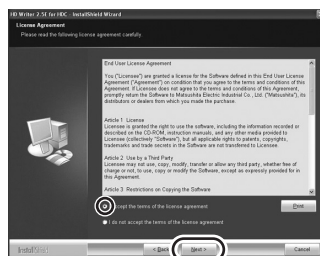 HD Writer 2.5E for HDC - InstallShield Wizard
License Agreement
Please read the following license agreement carefully.
End User License Agreement
You ("Licensee") are granted a license for the Software defined in this End User License
Agreement ("Agreement") on condition that you agree to the terms and conditions of this
Agreement. If Licensee does not agree to the terms and conditions of this Agreement,
promptly return the Software to Matsushita Electric Industrial Co., Ltd. ("Matsushita"), its
distributors or dealers from which you made the purchase.
Article 1 License
Licensee is granted the right to use the software, including the information recorded or
described on the CD-ROM, instruction manuals, and any other media provided to
Licensee (collectively "Software"), but all applicable rights to patents, copyrights,
trademarks and trade secrets in the Software are not transferred to Licensee.
Article 2 Use by a Third Party
Licensee may not use, copy, modify, transfer or allow any third party, whether free of
charge or not, to use, copy or modify the Software, except as expressly provided for in
this Agreement.
Article 3 Restrictions on Copying the Software
accept the terms of the license agreement
Print
I do not accept the terms of the license agreement
InstallShield
< Back
Next >
Cancel